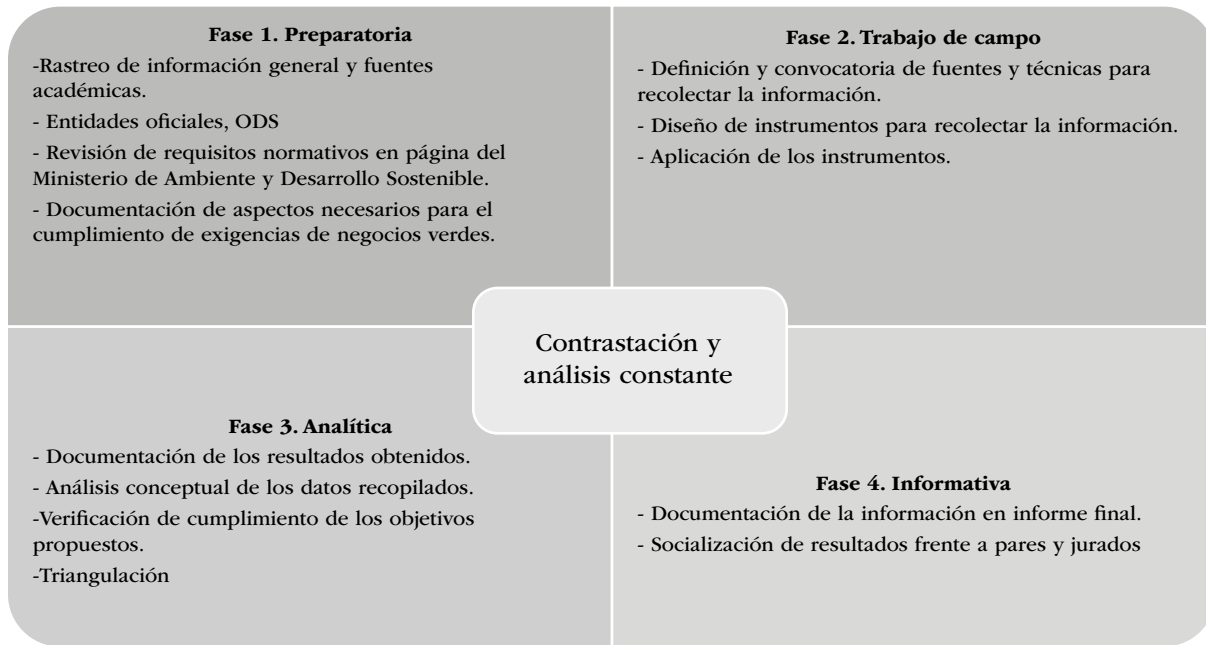 Fase 1. Preparatoria
-Rastreo de información general y fuentes
académicas.
- Entidades oficiales, ODS
- Revisión de requisitos normativos en página del
Ministerio de Ambiente y Desarrollo Sostenible.
- Documentación de aspectos necesarios para el
cumplimiento de exigencias de negocios verdes.
Fase 2. Trabajo de campo
- Definición y convocatoria de fuentes y técnicas para
recolectar la información.
- Diseño de instrumentos para recolectar la información.
- Aplicación de los instrumentos.
Contrastación y
análisis constante
Fase 3. Analítica
- Documentación de los resultados obtenidos.
- Análisis conceptual de los datos recopilados.
-Verificación de cumplimiento de los objetivos
propuestos.
-Triangulación
Fase 4. Informativa
- Documentación de la información en informe final.
- Socialización de resultados frente a pares y jurados